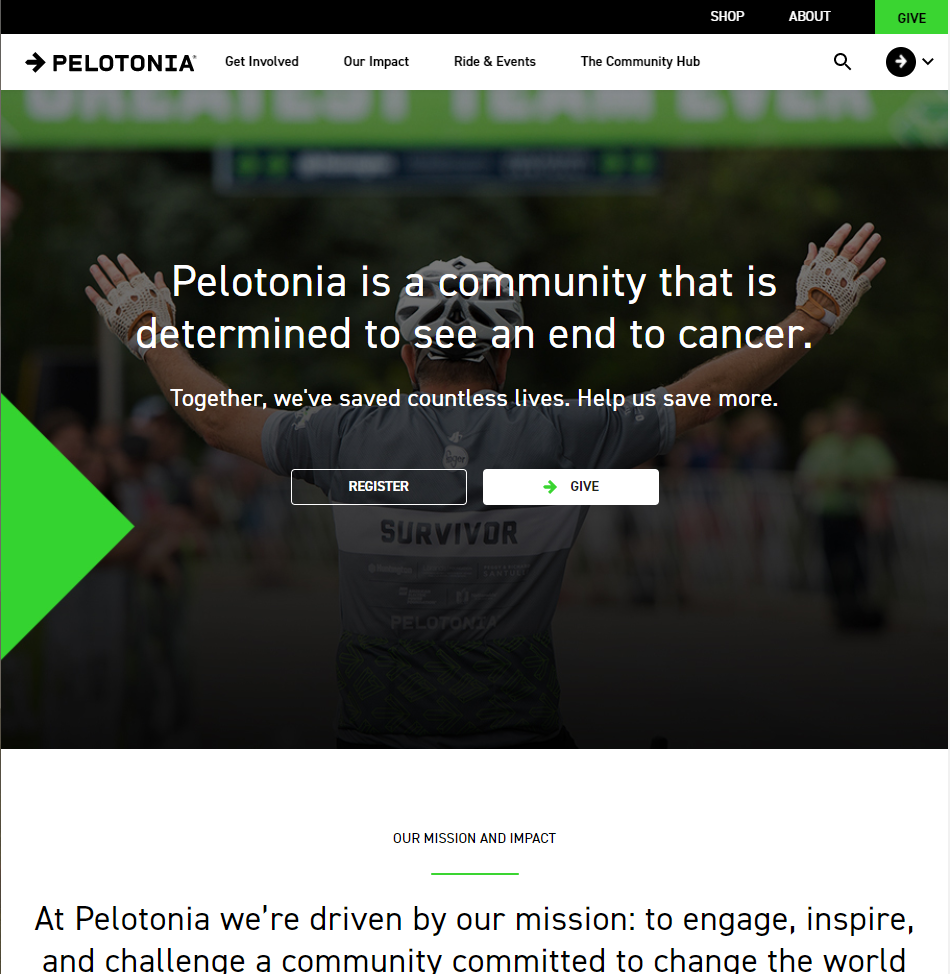 SHOP ABOUT GIVE
PELOTONIA
Get Involved Our Impact Ride & Events The Community Hub
GREATEST TEAM EVER
Pelotonia is a community that is
determined to see an end to cancer.
Together, we've saved countless lives. Help us save more.
REGISTER GIVE
SURVIVOR
PELOTONIA
OUR MISSION AND IMPACT
At Pelotonia we’re driven by our mission: to engage, inspire,
and challenge a community committed to change the world